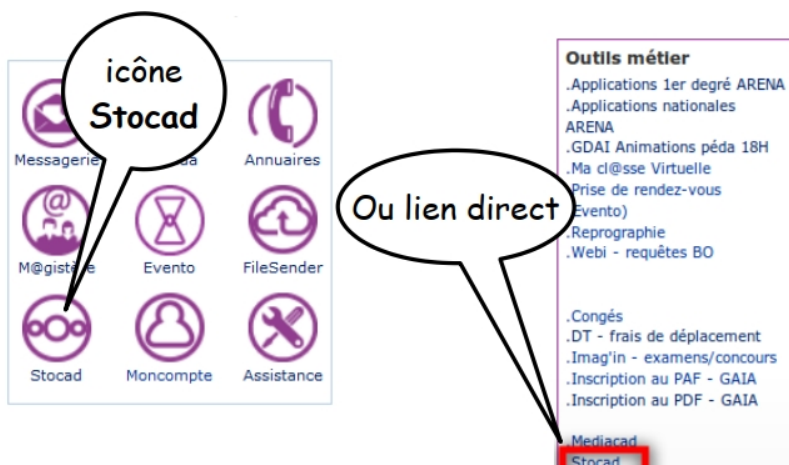 icône
Stocad
Messagerie
Annuaires
M@gistère
Evento
FileSender
Stocad
Moncompte
Assistance
Ou lien direct
Outils métier
.Applications 1er degré ARENA
.Applications nationales
ARENA
.GDAI Animations péda 18H
.Ma cl@sse Virtuelle
Prise de rendez-vous
Evento)
.Reprographie
.Webi - requêtes BO
.Congés
.DT - frais de déplacement
.Imag'in - examens/concours
.Inscription au PAF - GAIA
.Inscription au PDF - GAIA
.Mediacad
.Stocad